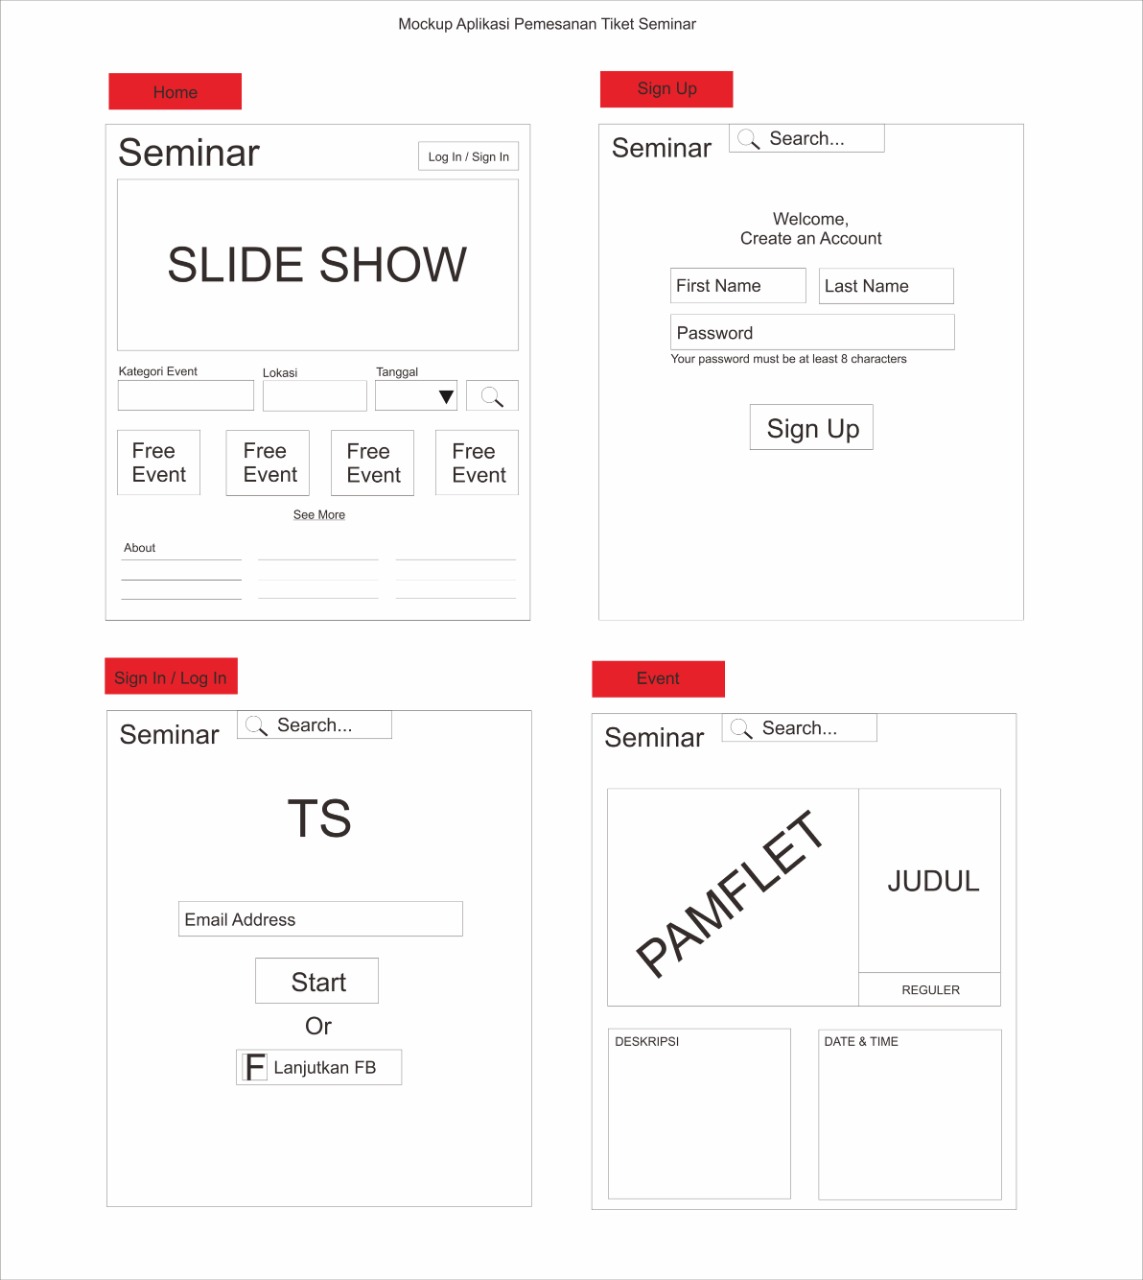 Mockup Aplikasi Pemesanan Tiket Seminar
Home
Seminar
Log In / Sign In
SLIDE SHOW
Kategori Event
Lokasi
Tanggal
Free
Event
Free
Event
Free
Event
Free
Event
See More
About
Sign Up
Seminar
Search...
Welcome,
Create an Account
First Name
Last Name
Password
Your password must be at least 8 characters
Sign Up
Sign In / Log In
Seminar
Search...
TS
Email Address
Start
Or
F Lanjutkan FB
Event
Seminar
Search...
PAMFLET
JUDUL
REGULER
DESKRIPSI
DATE & TIME